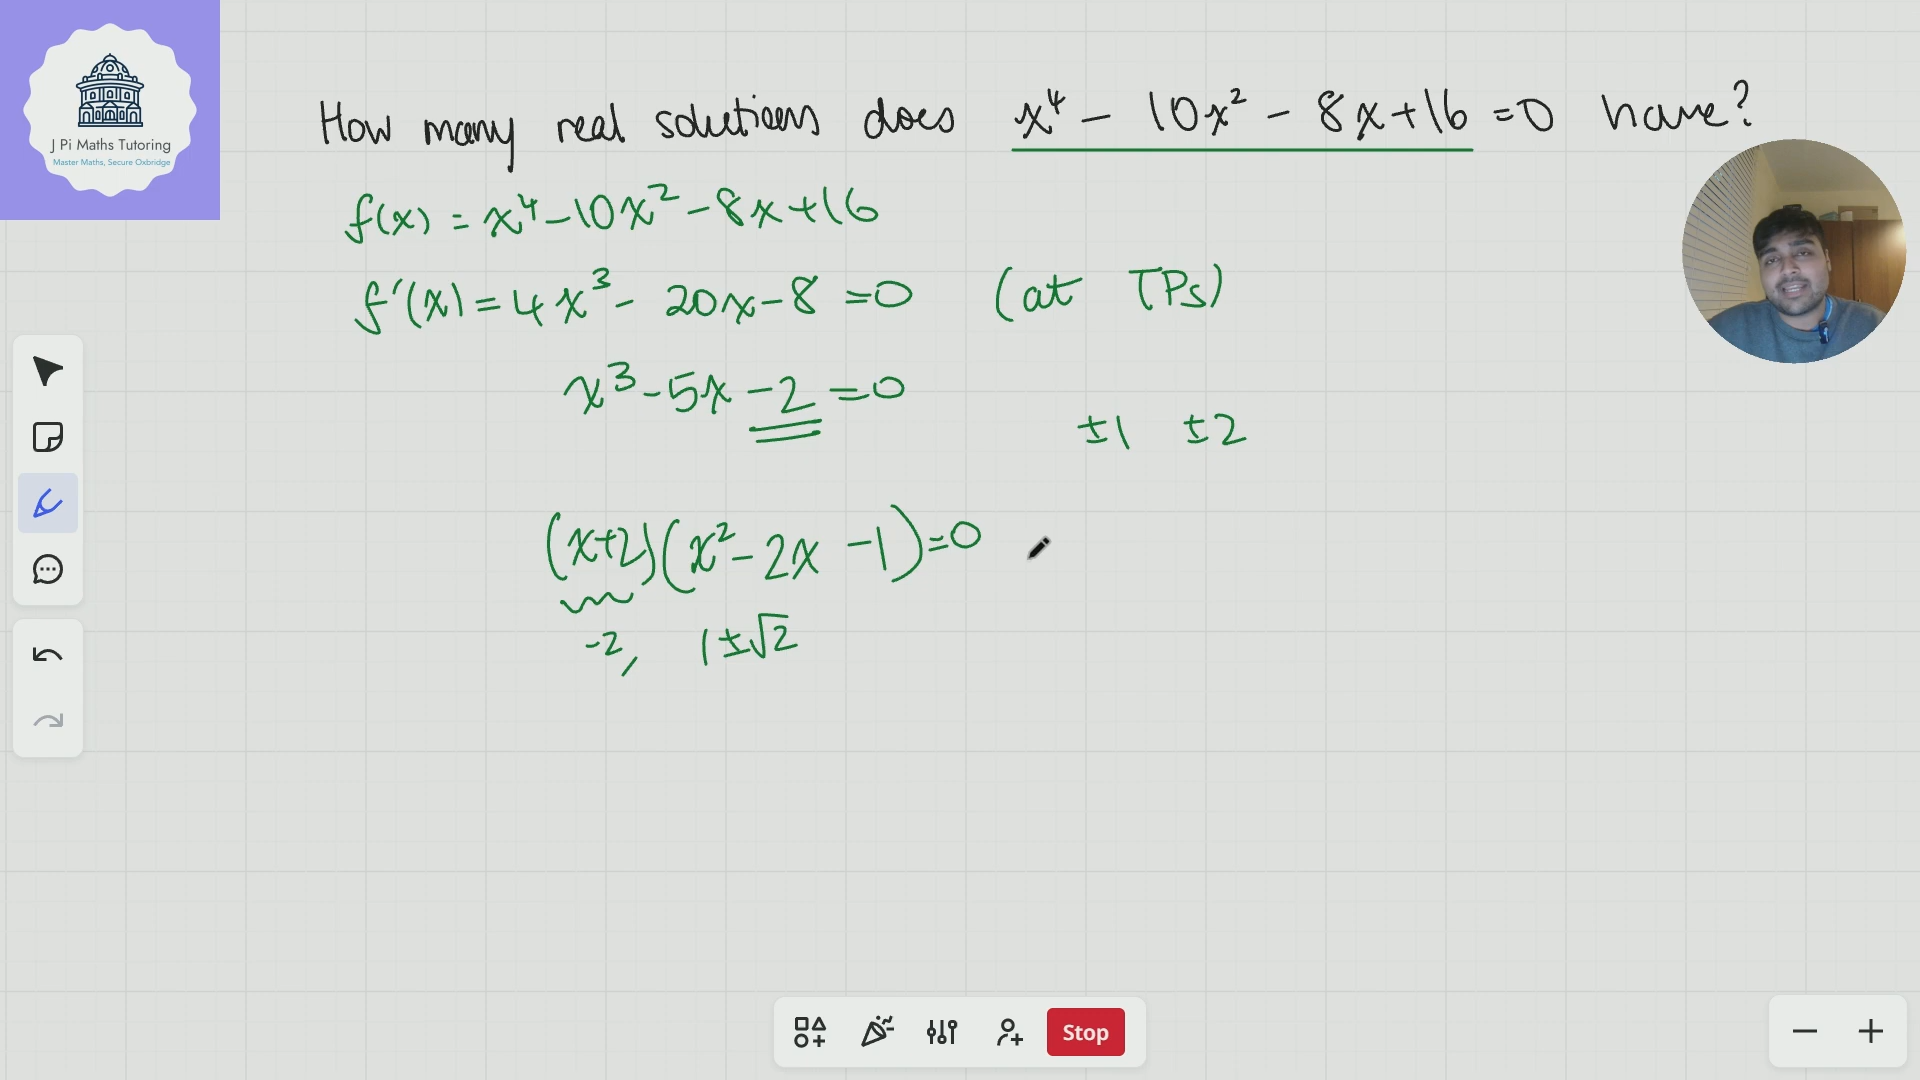 J Pi Maths Tutoring
Master Maths, Secure Oxbridge
How many real solutions does x⁴ - 10x² - 8x + 16 = 0 have?
f(x) = x⁴ - 10x² - 8x + 16
f'(x) = 4x³ - 20x - 8 = 0 (at TPs)
x³ - 5x - 2 = 0
±1 ±2
(x+2)(x² - 2x - 1) = 0
-2, 1±√2
Stop